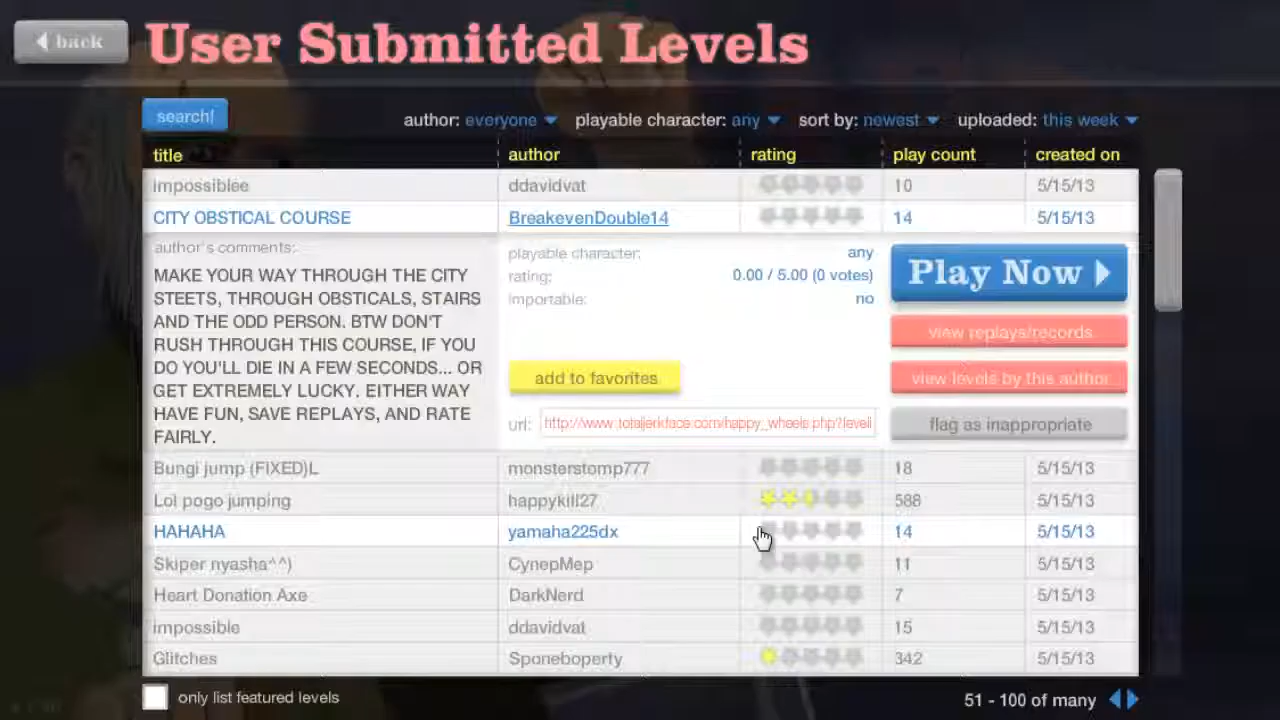 back
User Submitted Levels
search!
author: everyone playable character: any sort by: newest uploaded: this week
title author rating play count created on
impossiblee ddavidvat 10 5/15/13
CITY OBSTICAL COURSE BreakevenDouble14 14 5/15/13
author's comments:
MAKE YOUR WAY THROUGH THE CITY
STREETS, THROUGH OBSTICALS, STAIRS
AND THE ODD PERSON. BTW DON'T
RUSH THROUGH THIS COURSE, IF YOU
DO YOU'LL DIE IN A FEW SECONDS... OR
GET EXTREMELY LUCKY. EITHER WAY
HAVE FUN, SAVE REPLAYS, AND RATE
FAIRLY.
playable character: any
rating: 0.00 / 5.00 (0 votes)
importable: no
add to favorites
url: http://www.totaljerkface.com/happy_wheels.php?leveli
Play Now
view replays/records
view levels by this author
flag as inappropriate
Bungi jump (FIXED)L monsterstomp777 18 5/15/13
Lol pogo jumping happykill27 588 5/15/13
HAHAHA yamaha225dx 14 5/15/13
Skiper nyasha^^) CynepMep 11 5/15/13
Heart Donation Axe DarkNerd 7 5/15/13
impossible ddavidvat 15 5/15/13
Glitches Sponeboperty 342 5/15/13
only list featured levels 51 - 100 of many